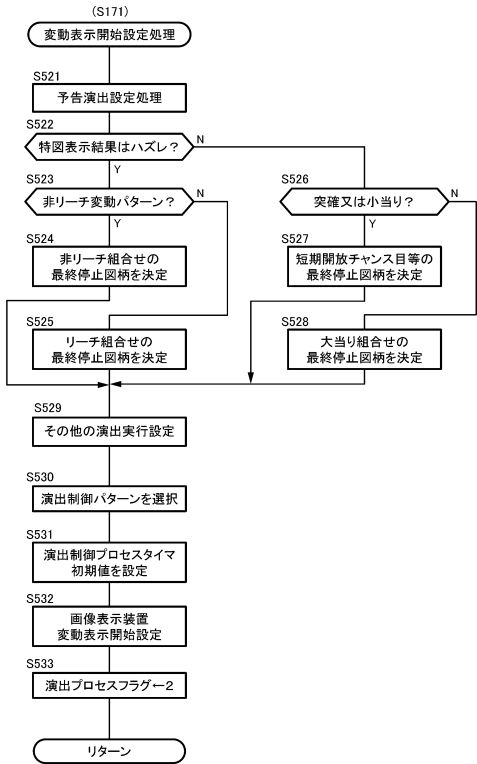 (S171)
変動表示開始設定処理
S521
予告演出設定処理
S522
特図表示結果はハズレ？
N
Y
S523
非リーチ変動パターン？
N
Y
S524
非リーチ組合せの
最終停止図柄を決定
S525
リーチ組合せの
最終停止図柄を決定
S526
突確又は小当り？
N
Y
S527
短期開放チャンス目等の
最終停止図柄を決定
S528
大当り組合せの
最終停止図柄を決定
S529
その他の演出実行設定
S530
演出制御パターンを選択
S531
演出制御プロセスタイマ
初期値を設定
S532
画像表示装置
変動表示開始設定
S533
演出プロセスフラグ←2
リターン